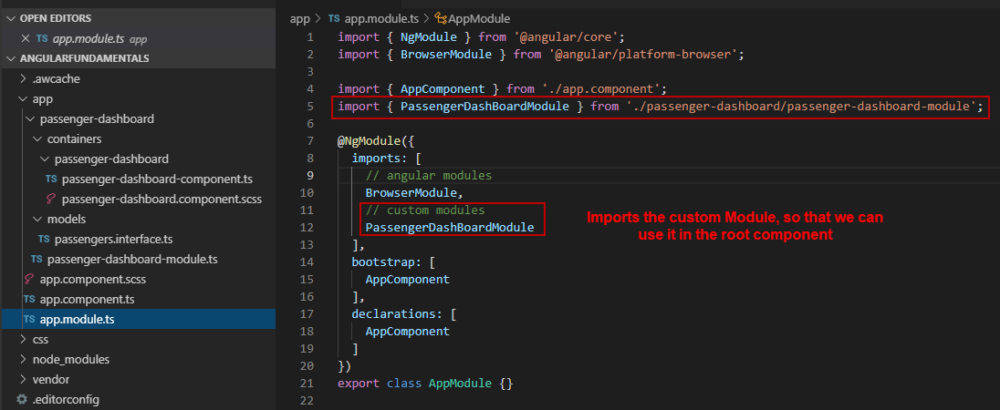 OPEN EDITORS
TS app.module.ts app
ANGULARFUNDAMENTALS
.awcache
app
passenger-dashboard
containers
passenger-dashboard
TS passenger-dashboard-component.ts
passenger-dashboard.component.scss
models
TS passengers.interface.ts
TS passenger-dashboard-module.ts
app.component.scss
TS app.component.ts
TS app.module.ts
css
node_modules
vendor
.editorconfig
app > TS app.module.ts > AppModule
1 import { NgModule } from '@angular/core';
2 import { BrowserModule } from '@angular/platform-browser';
3
4 import { AppComponent } from './app.component';
5 import { PassengerDashBoardModule } from './passenger-dashboard/passenger-dashboard-module';
6
7 @NgModule({
8 imports: [
9 // angular modules
10 BrowserModule,
11 // custom modules
12 PassengerDashBoardModule
13 ],
14 bootstrap: [
15 AppComponent
16 ],
17 declarations: [
18 AppComponent
19 ]
20 })
21 export class AppModule {}
22
Imports the custom Module, so that we can
use it in the root component